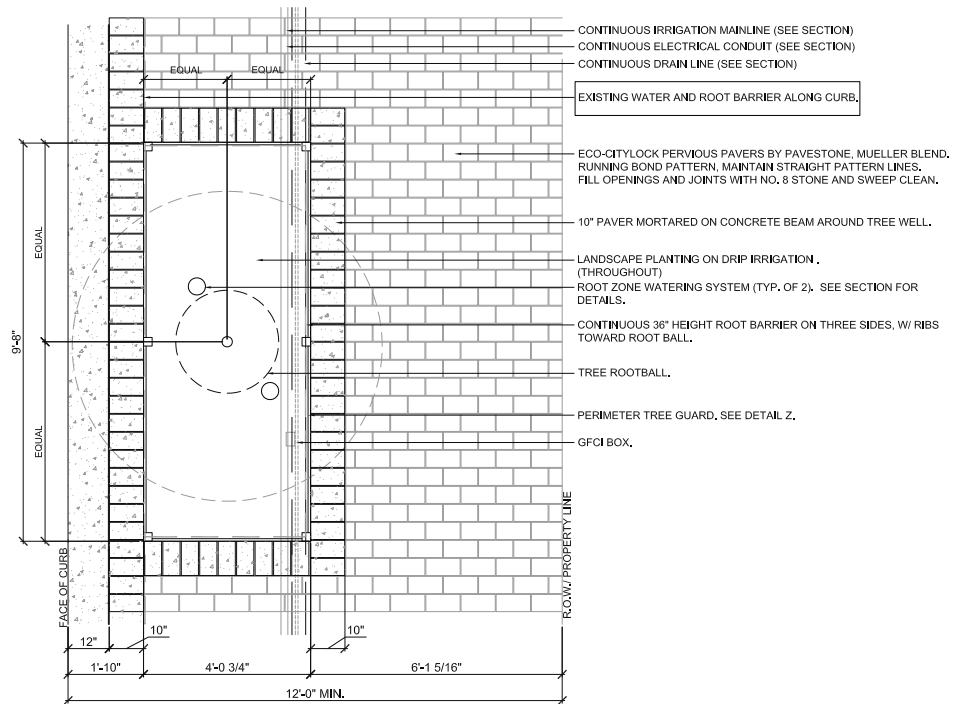 CONTINUOUS IRRIGATION MAINLINE (SEE SECTION)
CONTINUOUS ELECTRICAL CONDUIT (SEE SECTION)
CONTINUOUS DRAIN LINE (SEE SECTION)
EQUAL
EQUAL
EXISTING WATER AND ROOT BARRIER ALONG CURB.
ECO-CITYLOCK PERVIOUS PAVERS BY PAVESTONE, MUELLER BLEND.
RUNNING BOND PATTERN, MAINTAIN STRAIGHT PATTERN LINES.
FILL OPENINGS AND JOINTS WITH NO. 8 STONE AND SWEEP CLEAN.
10" PAVER MORTARED ON CONCRETE BEAM AROUND TREE WELL.
EQUAL
LANDSCAPE PLANTING ON DRIP IRRIGATION .
(THROUGHOUT)
ROOT ZONE WATERING SYSTEM (TYP. OF 2). SEE SECTION FOR
DETAILS.
CONTINUOUS 36" HEIGHT ROOT BARRIER ON THREE SIDES, W/ RIBS
TOWARD ROOT BALL.
9'-8"
TREE ROOTBALL.
PERIMETER TREE GUARD. SEE DETAIL Z.
EQUAL
GFCI BOX.
FACE OF CURB
R.O.W./ PROPERTY LINE
12"
10"
10"
1'-10"
4'-0 3/4"
6'-1 5/16"
12'-0" MIN.